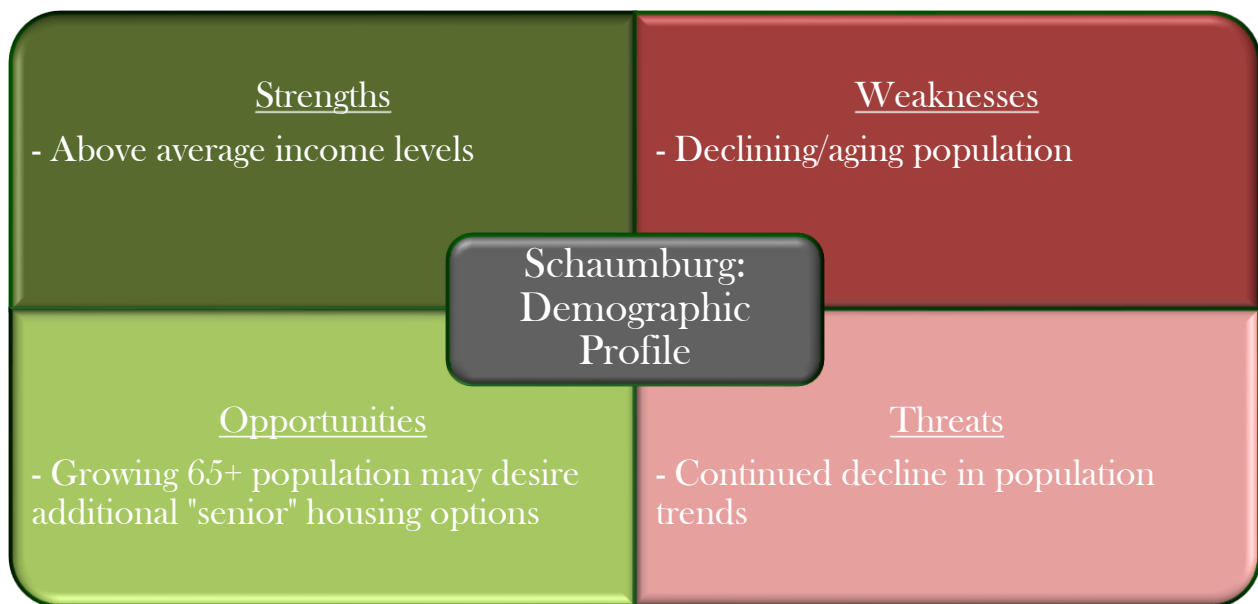 Strengths
- Above average income levels
Weaknesses
- Declining/aging population
Schaumburg:
Demographic
Profile
Opportunities
- Growing 65+ population may desire
additional "senior" housing options
Threats
- Continued decline in population
trends